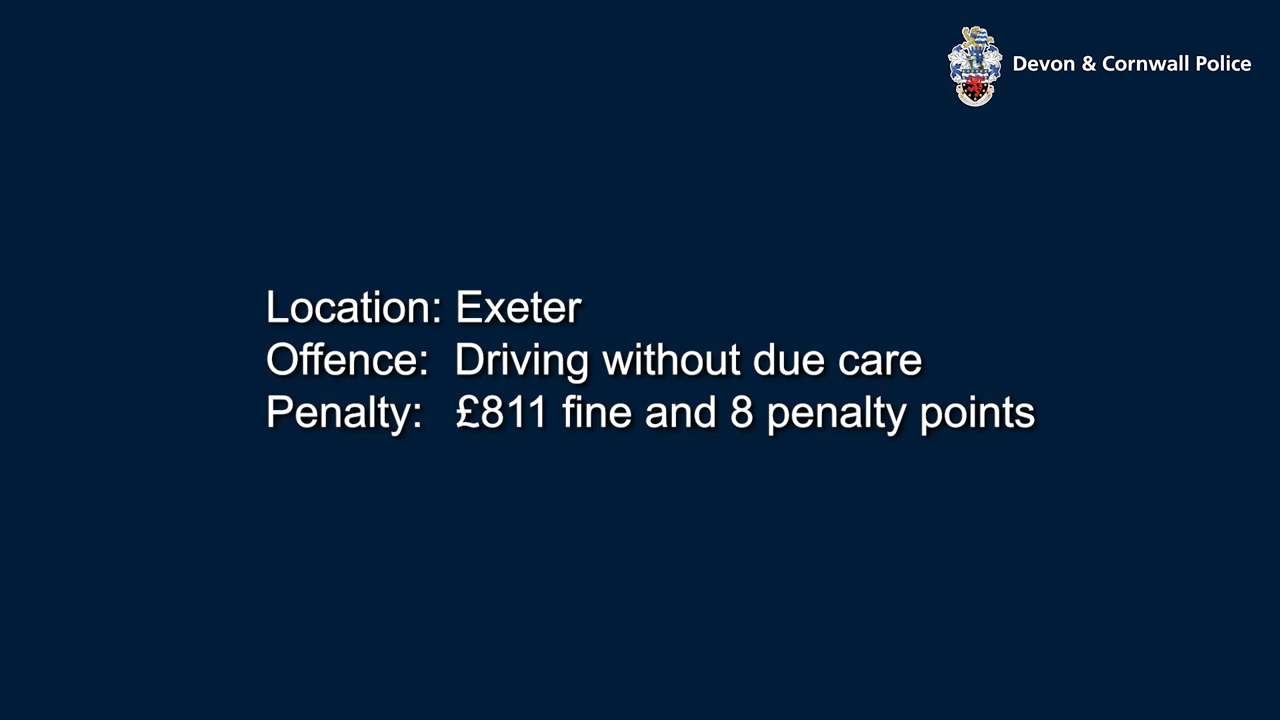 Devon & Cornwall Police
Location: Exeter
Offence: Driving without due care
Penalty: £811 fine and 8 penalty points